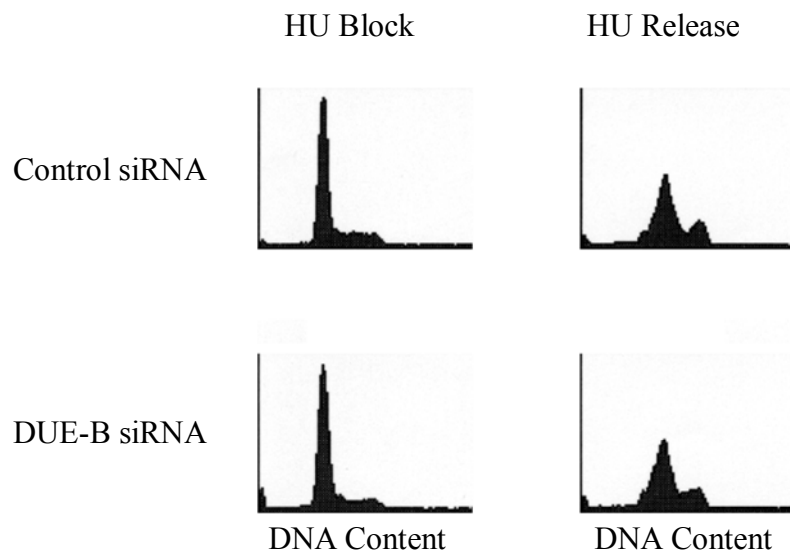 HU Block
HU Release
Control siRNA
DUE-B siRNA
DNA Content
DNA Content